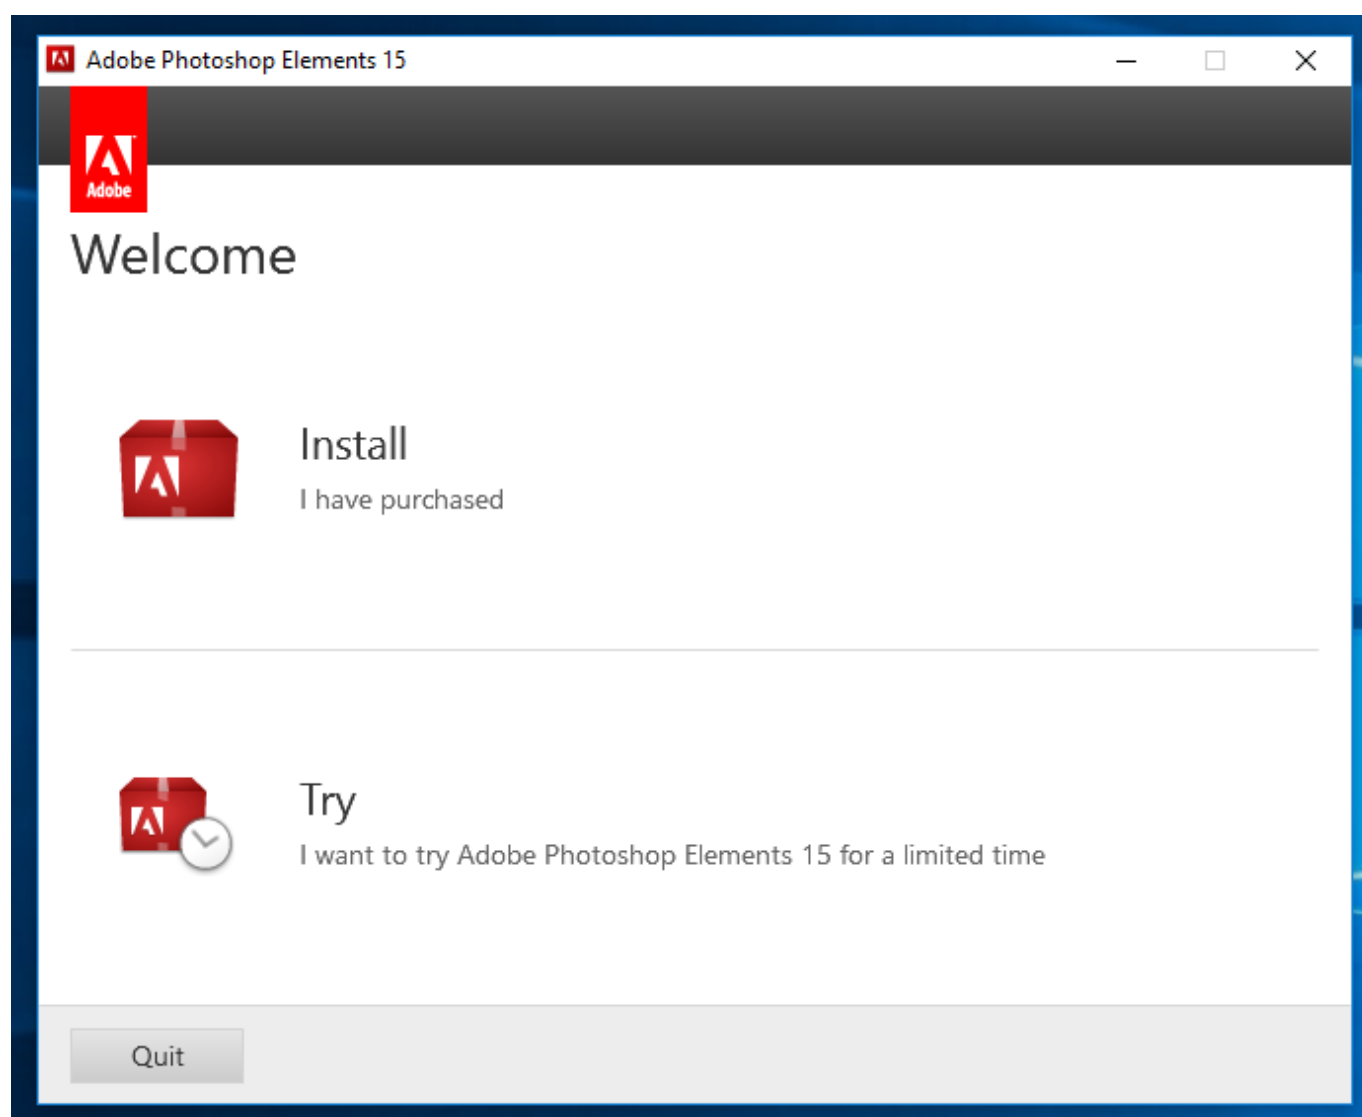 Adobe Photoshop Elements 15
Adobe
Welcome
Install
I have purchased
Try
I want to try Adobe Photoshop Elements 15 for a limited time
Quit